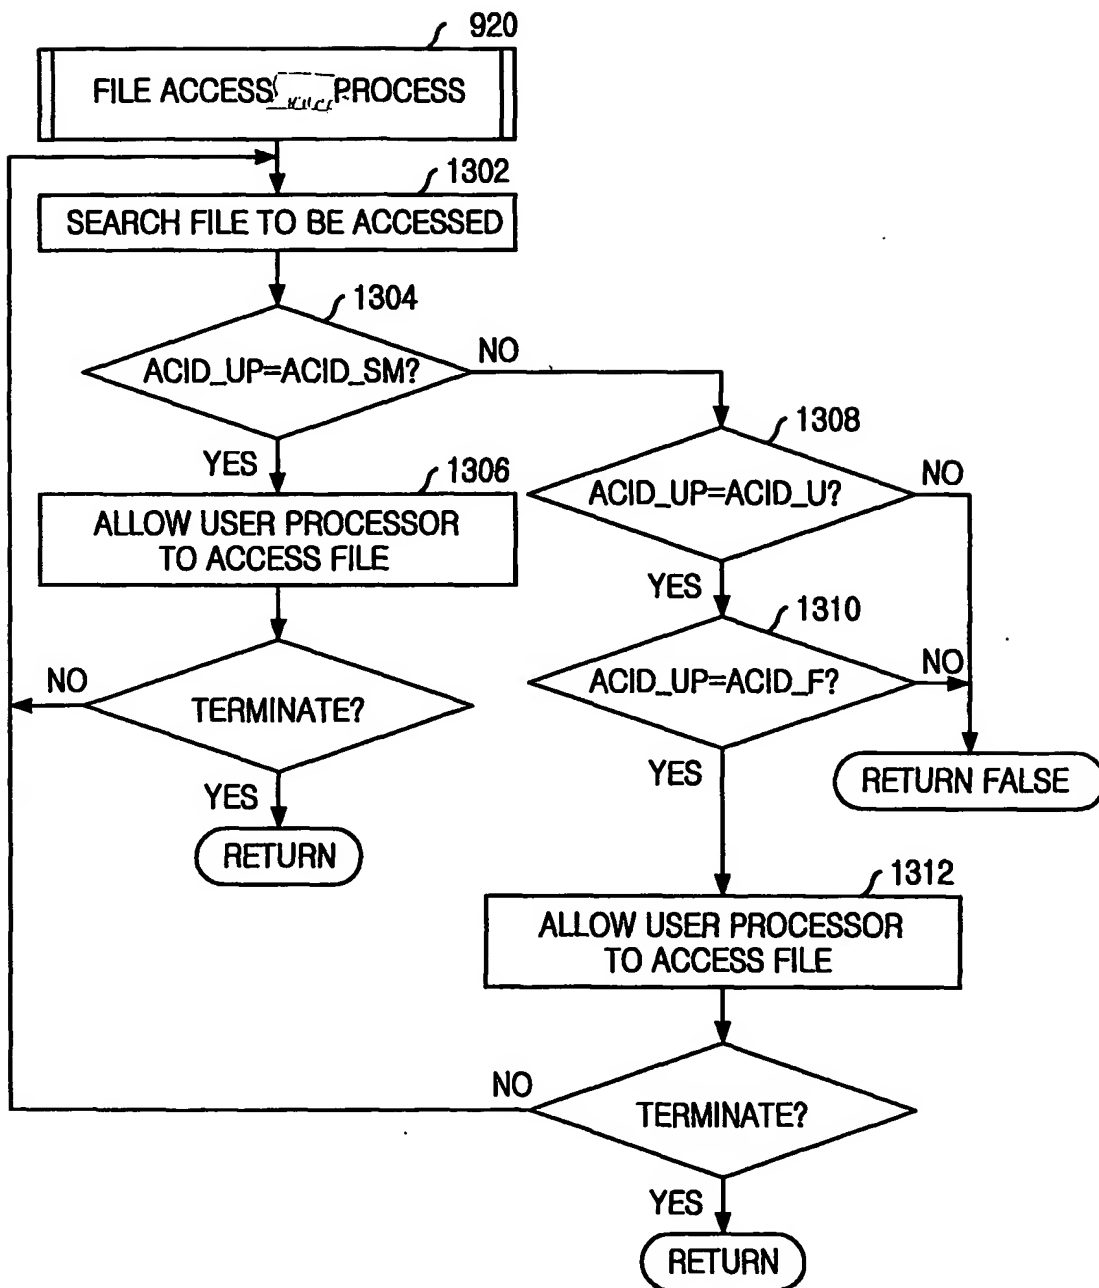 920
FILE ACCESS PROCESS
1302
SEARCH FILE TO BE ACCESSED
1304
ACID_UP=ACID_SM?
NO
YES
1306
ALLOW USER PROCESSOR
TO ACCESS FILE
NO
TERMINATE?
YES
RETURN
1308
ACID_UP=ACID_U?
NO
YES
1310
ACID_UP=ACID_F?
NO
YES
RETURN FALSE
1312
ALLOW USER PROCESSOR
TO ACCESS FILE
NO
TERMINATE?
YES
RETURN